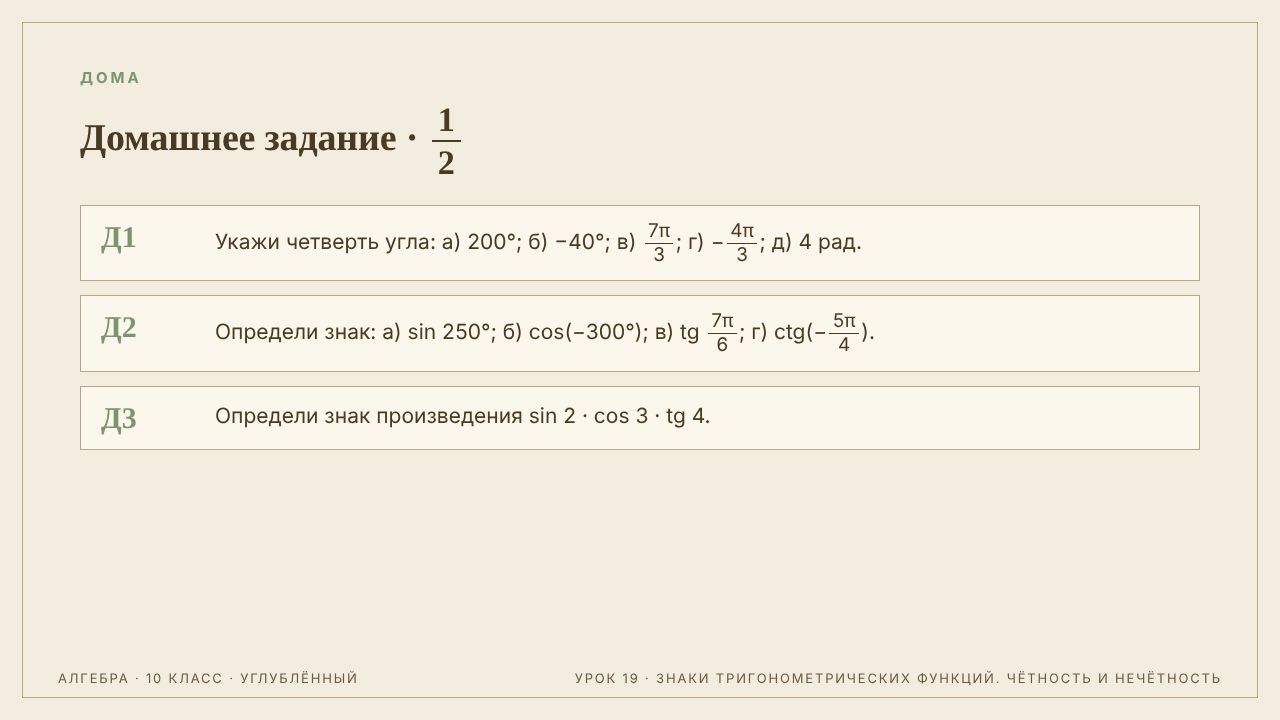 ДОМА
Домашнее задание · 1/2
Д1 Укажи четверть угла: а) 200°; б) −40°; в) 7π/3; г) −4π/3; д) 4 рад.
Д2 Определи знак: а) sin 250°; б) cos(−300°); в) tg 7π/6; г) ctg(−5π/4).
Д3 Определи знак произведения sin 2 · cos 3 · tg 4.
АЛГЕБРА · 10 КЛАСС · УГЛУБЛЁННЫЙ
УРОК 19 · ЗНАКИ ТРИГОНОМЕТРИЧЕСКИХ ФУНКЦИЙ. ЧЁТНОСТЬ И НЕЧЁТНОСТЬ